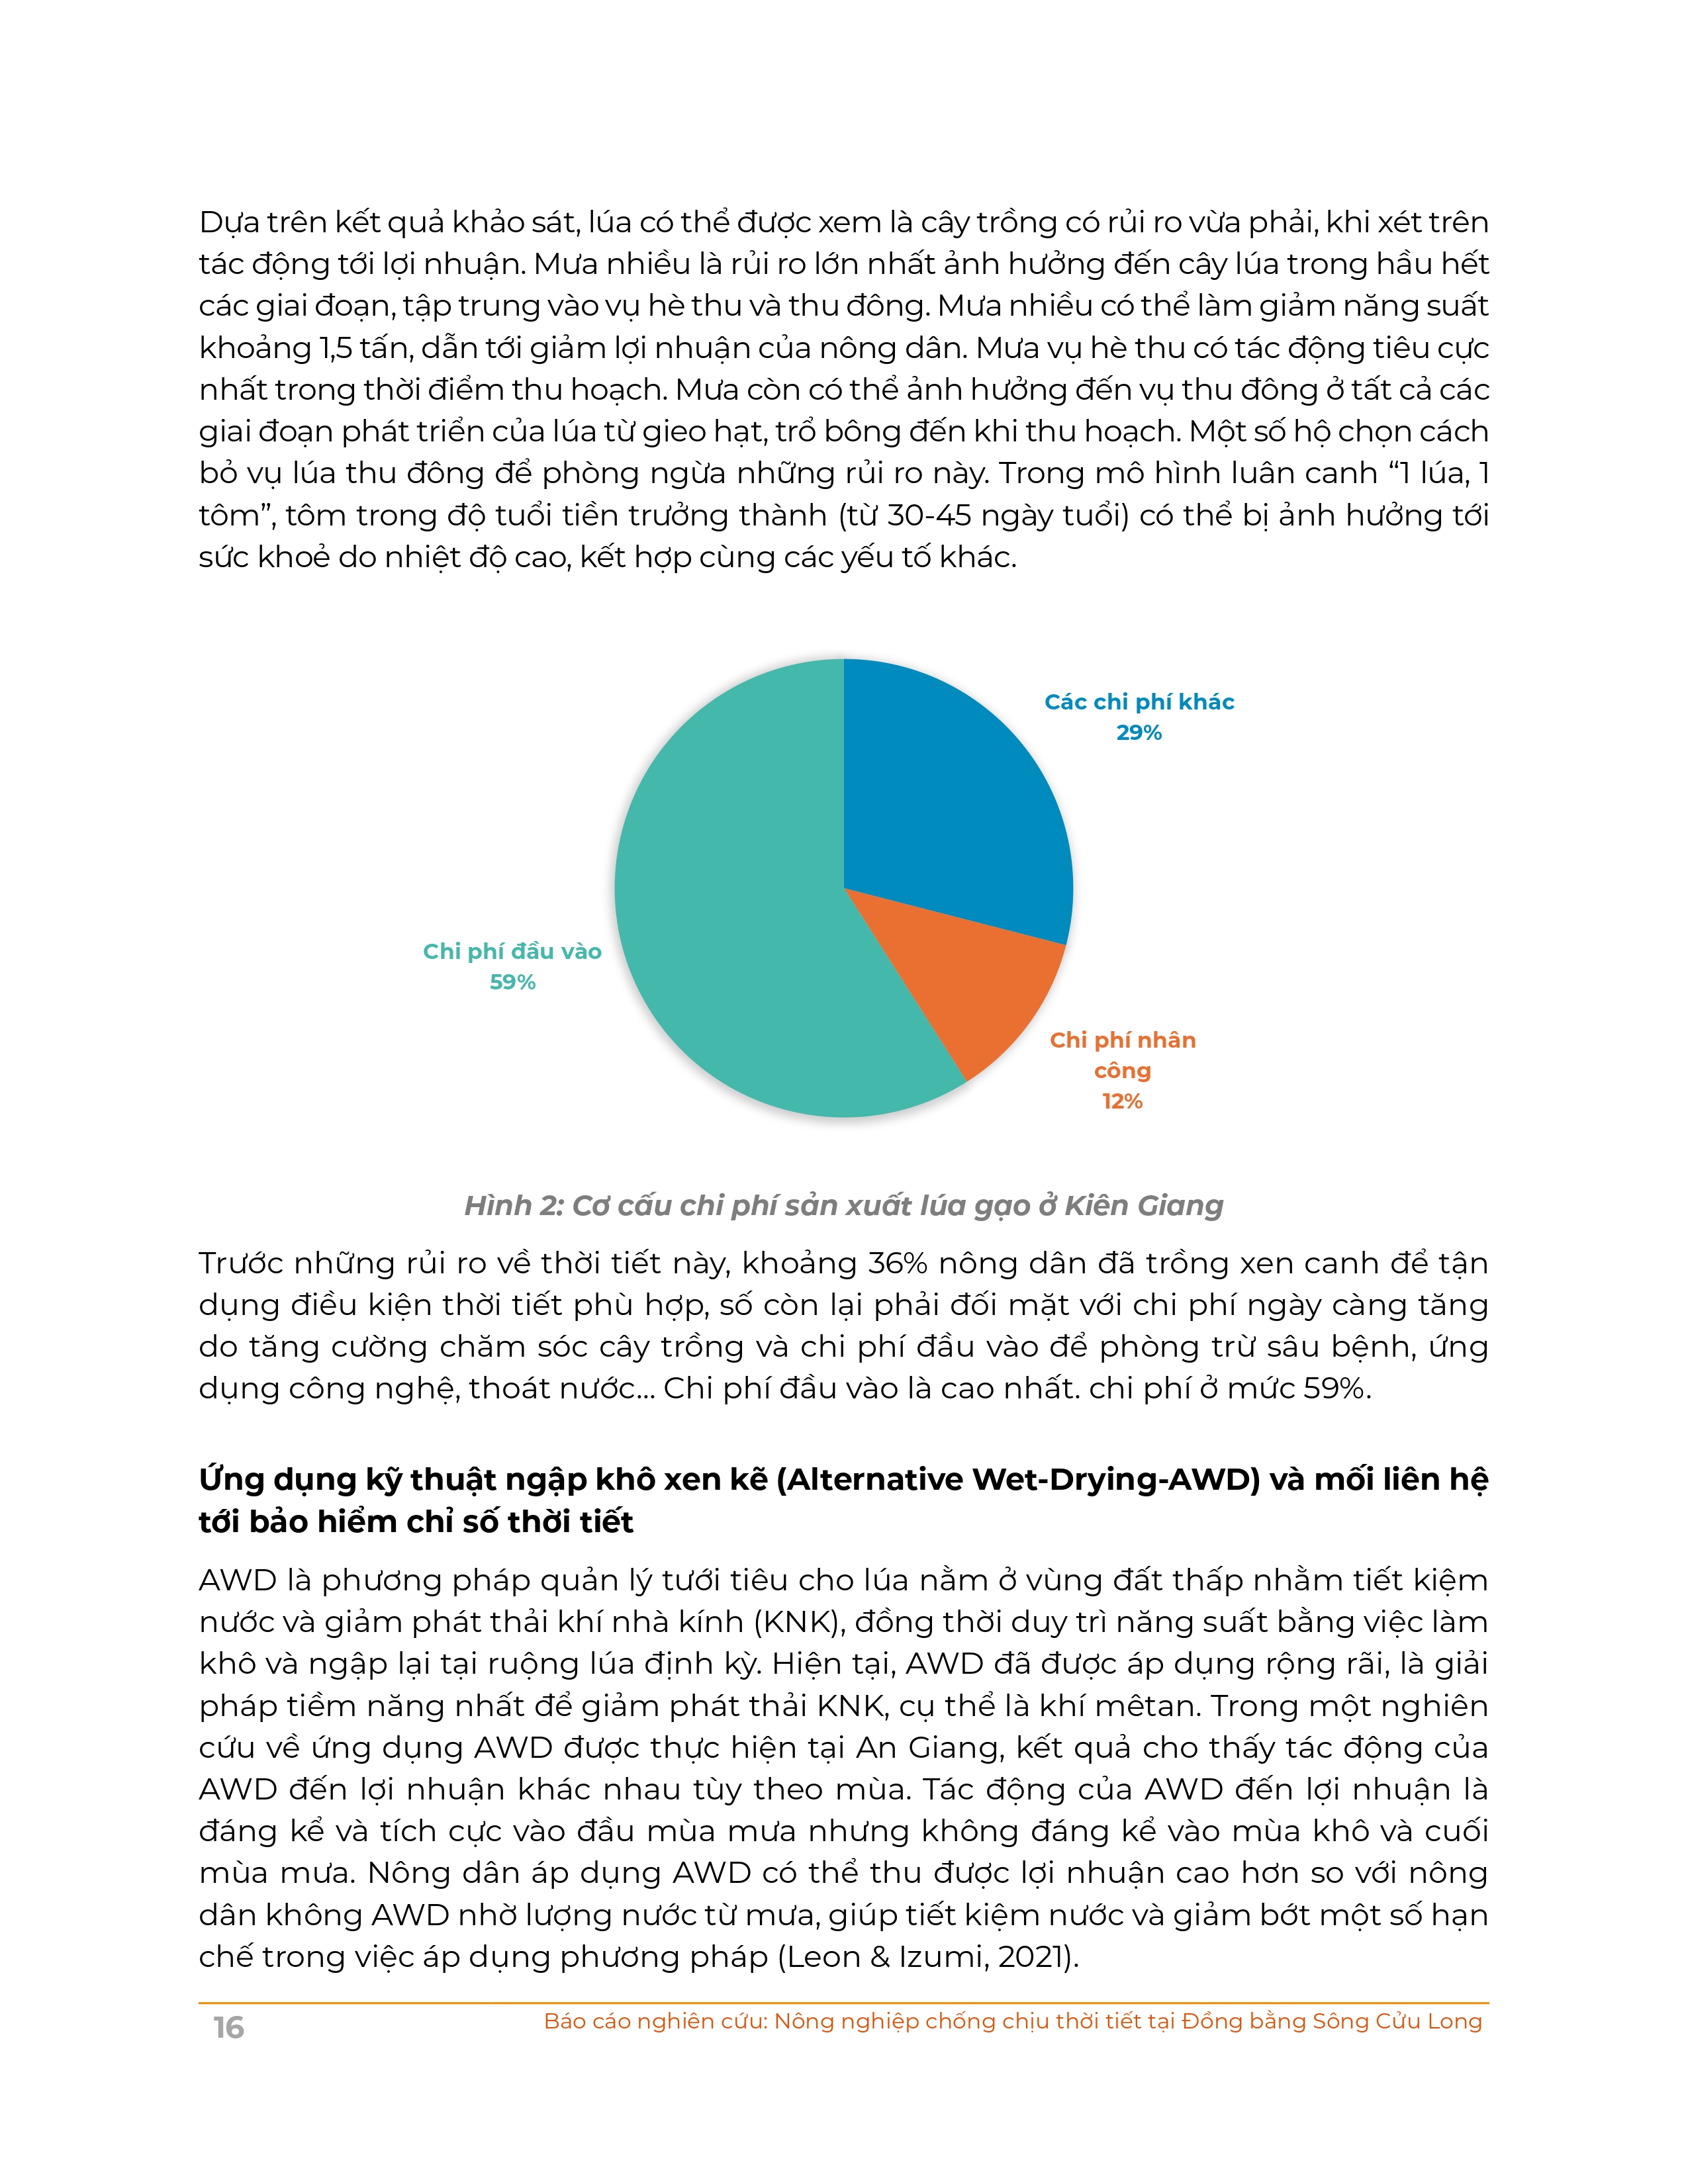 Dựa trên kết quả khảo sát, lúa có thể được xem là cây trồng có rủi ro vừa phải, khi xét trên
tác động tới lợi nhuận. Mưa nhiều là rủi ro lớn nhất ảnh hưởng đến cây lúa trong hầu hết
các giai đoạn, tập trung vào vụ hè thu và thu đông. Mưa nhiều có thể làm giảm năng suất
khoảng 1,5 tấn, dẫn tới giảm lợi nhuận của nông dân. Mưa vụ hè thu có tác động tiêu cực
nhất trong thời điểm thu hoạch. Mưa còn có thể ảnh hưởng đến vụ thu đông ở tất cả các
giai đoạn phát triển của lúa từ gieo hạt, trổ bông đến khi thu hoạch. Một số hộ chọn cách
bỏ vụ lúa thu đông để phòng ngừa những rủi ro này. Trong mô hình luân canh “1 lúa, 1
tôm”, tôm trong độ tuổi tiền trưởng thành (từ 30-45 ngày tuổi) có thể bị ảnh hưởng tới
sức khoẻ do nhiệt độ cao, kết hợp cùng các yếu tố khác.
Các chi phí khác
29%
Chi phí đầu vào
59%
Chi phí nhân
công
12%
Hình 2: Cơ cấu chi phí sản xuất lúa gạo ở Kiên Giang
Trước những rủi ro về thời tiết này, khoảng 36% nông dân đã trồng xen canh để tận
dụng điều kiện thời tiết phù hợp, số còn lại phải đối mặt với chi phí ngày càng tăng
do tăng cường chăm sóc cây trồng và chi phí đầu vào để phòng trừ sâu bệnh, ứng
dụng công nghệ, thoát nước... Chi phí đầu vào là cao nhất. chi phí ở mức 59%.
Ứng dụng kỹ thuật ngập khô xen kẽ (Alternative Wet-Drying-AWD) và mối liên hệ
tới bảo hiểm chỉ số thời tiết
AWD là phương pháp quản lý tưới tiêu cho lúa nằm ở vùng đất thấp nhằm tiết kiệm
nước và giảm phát thải khí nhà kính (KNK), đồng thời duy trì năng suất bằng việc làm
khô và ngập lại tại ruộng lúa định kỳ. Hiện tại, AWD đã được áp dụng rộng rãi, là giải
pháp tiềm năng nhất để giảm phát thải KNK, cụ thể là khí mêtan. Trong một nghiên
cứu về ứng dụng AWD được thực hiện tại An Giang, kết quả cho thấy tác động của
AWD đến lợi nhuận khác nhau tùy theo mùa. Tác động của AWD đến lợi nhuận là
đáng kể và tích cực vào đầu mùa mưa nhưng không đáng kể vào mùa khô và cuối
mùa mưa. Nông dân áp dụng AWD có thể thu được lợi nhuận cao hơn so với nông
dân không AWD nhờ lượng nước từ mưa, giúp tiết kiệm nước và giảm bớt một số hạn
chế trong việc áp dụng phương pháp (Leon & Izumi, 2021).
16
Báo cáo nghiên cứu: Nông nghiệp chống chịu thời tiết tại Đồng bằng Sông Cửu Long